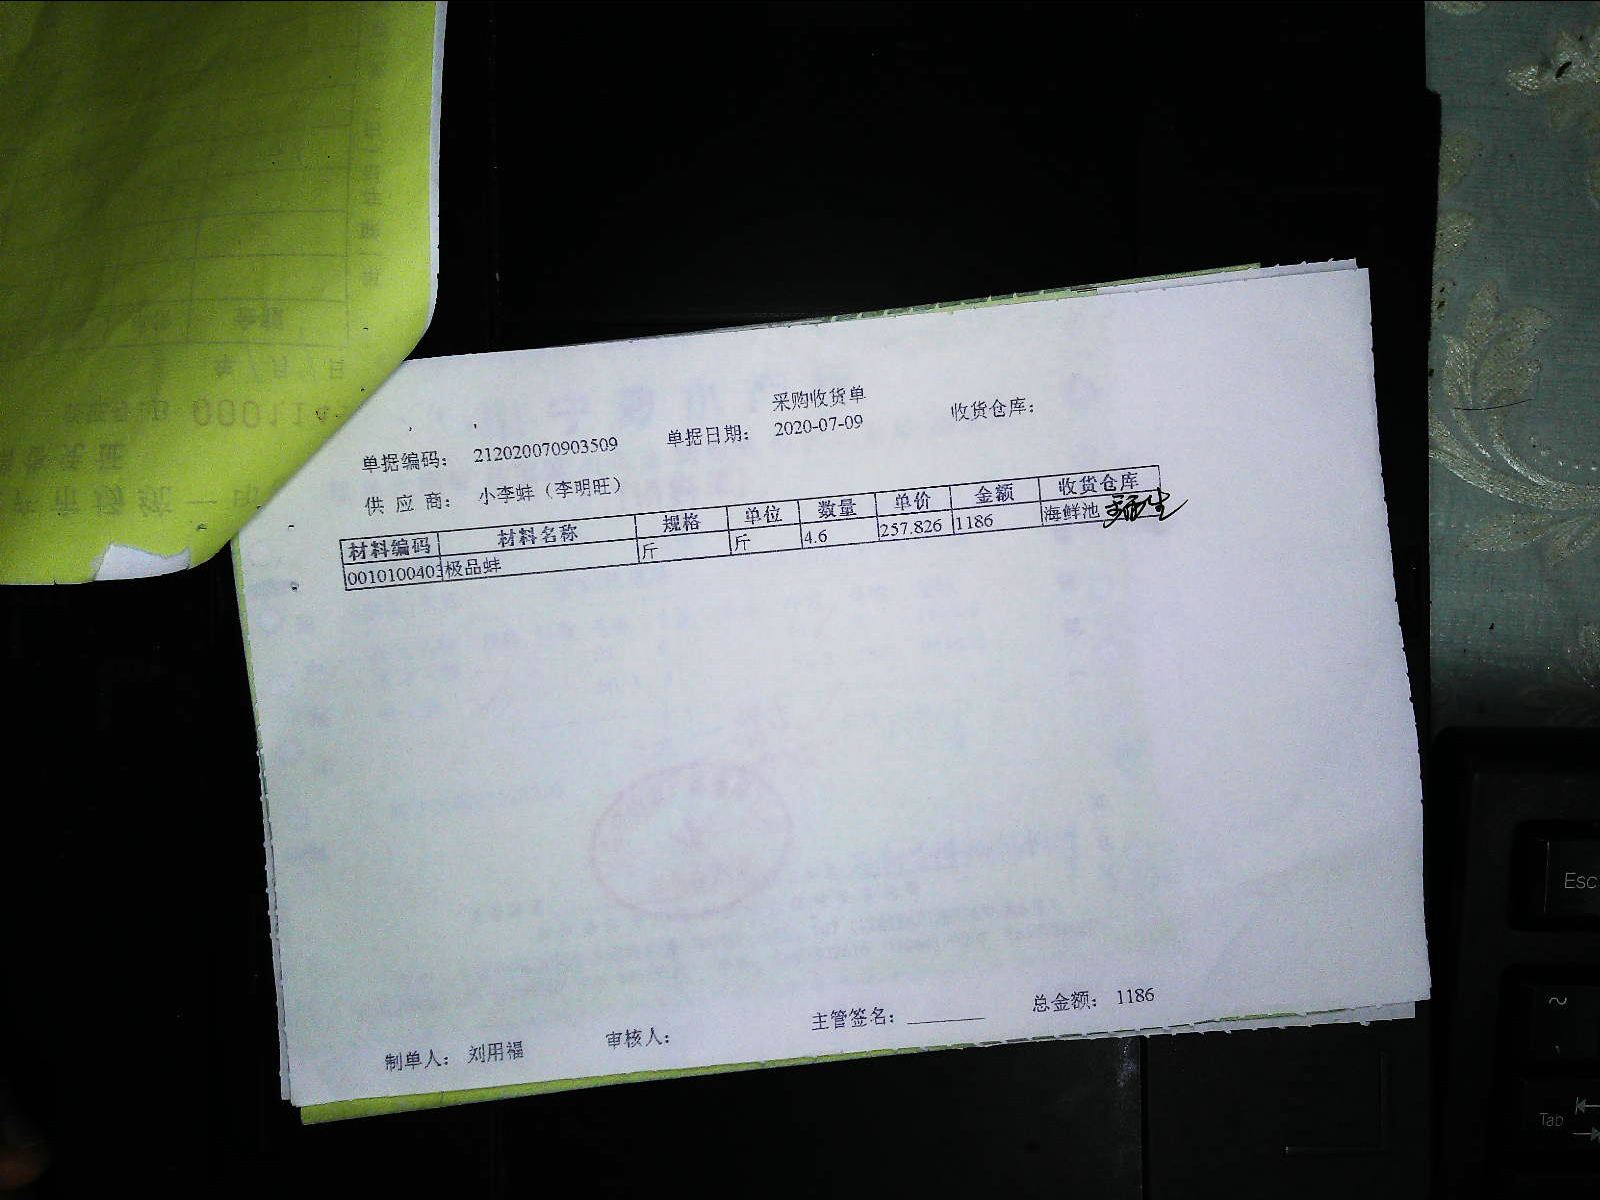 采购收货单
单据编码: 212020070903509 单据日期: 2020-07-09 收货仓库:
供 应 商: 小李蚌（李明旺）
材料编码 材料名称 规格 单位 数量 单价 金额 收货仓库
0010100403 极品蚌 斤 斤 4.6 257.826 1186 海鲜池
制单人: 刘用福 审核人: 主管签名: 总金额: 1186
Esc
~
Tab